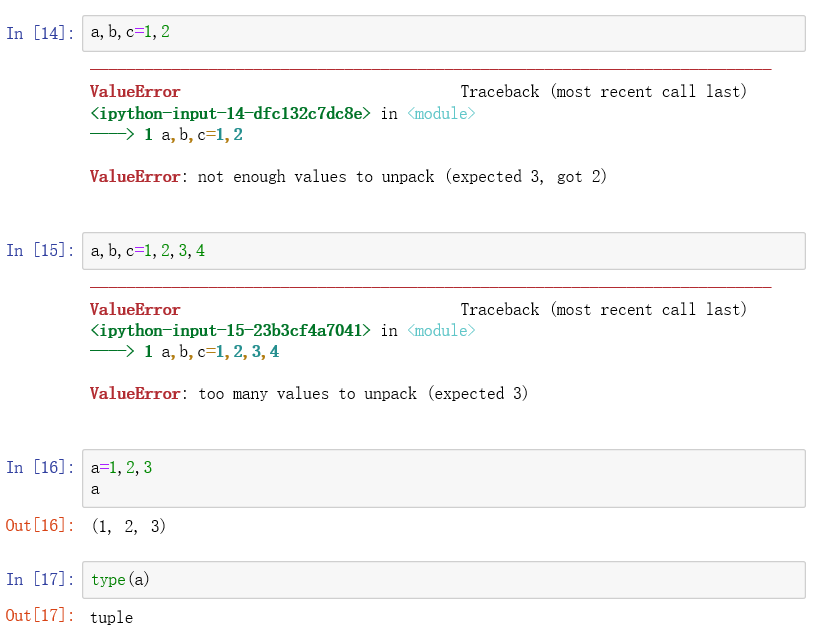 In [14]: a,b,c=1,2
ValueError Traceback (most recent call last)
<ipython-input-14-dfc132c7dc8e> in <module>
----> 1 a,b,c=1,2
ValueError: not enough values to unpack (expected 3, got 2)
In [15]: a,b,c=1,2,3,4
ValueError Traceback (most recent call last)
<ipython-input-15-23b3cf4a7041> in <module>
----> 1 a,b,c=1,2,3,4
ValueError: too many values to unpack (expected 3)
In [16]: a=1,2,3
a
Out[16]: (1, 2, 3)
In [17]: type(a)
Out[17]: tuple